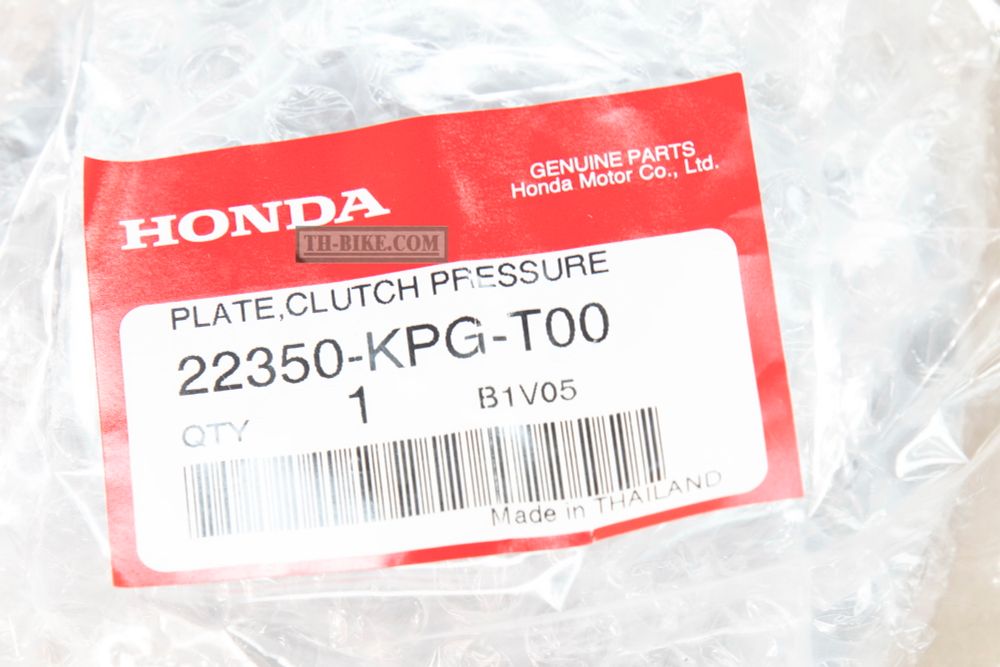 GENUINE PARTS
Honda Motor Co., Ltd.
HONDA
TH-BIKE.COM
PLATE,CLUTCH PRESSURE
22350-KPG-T00
QTY 1 B1V05
Made in THAILAND